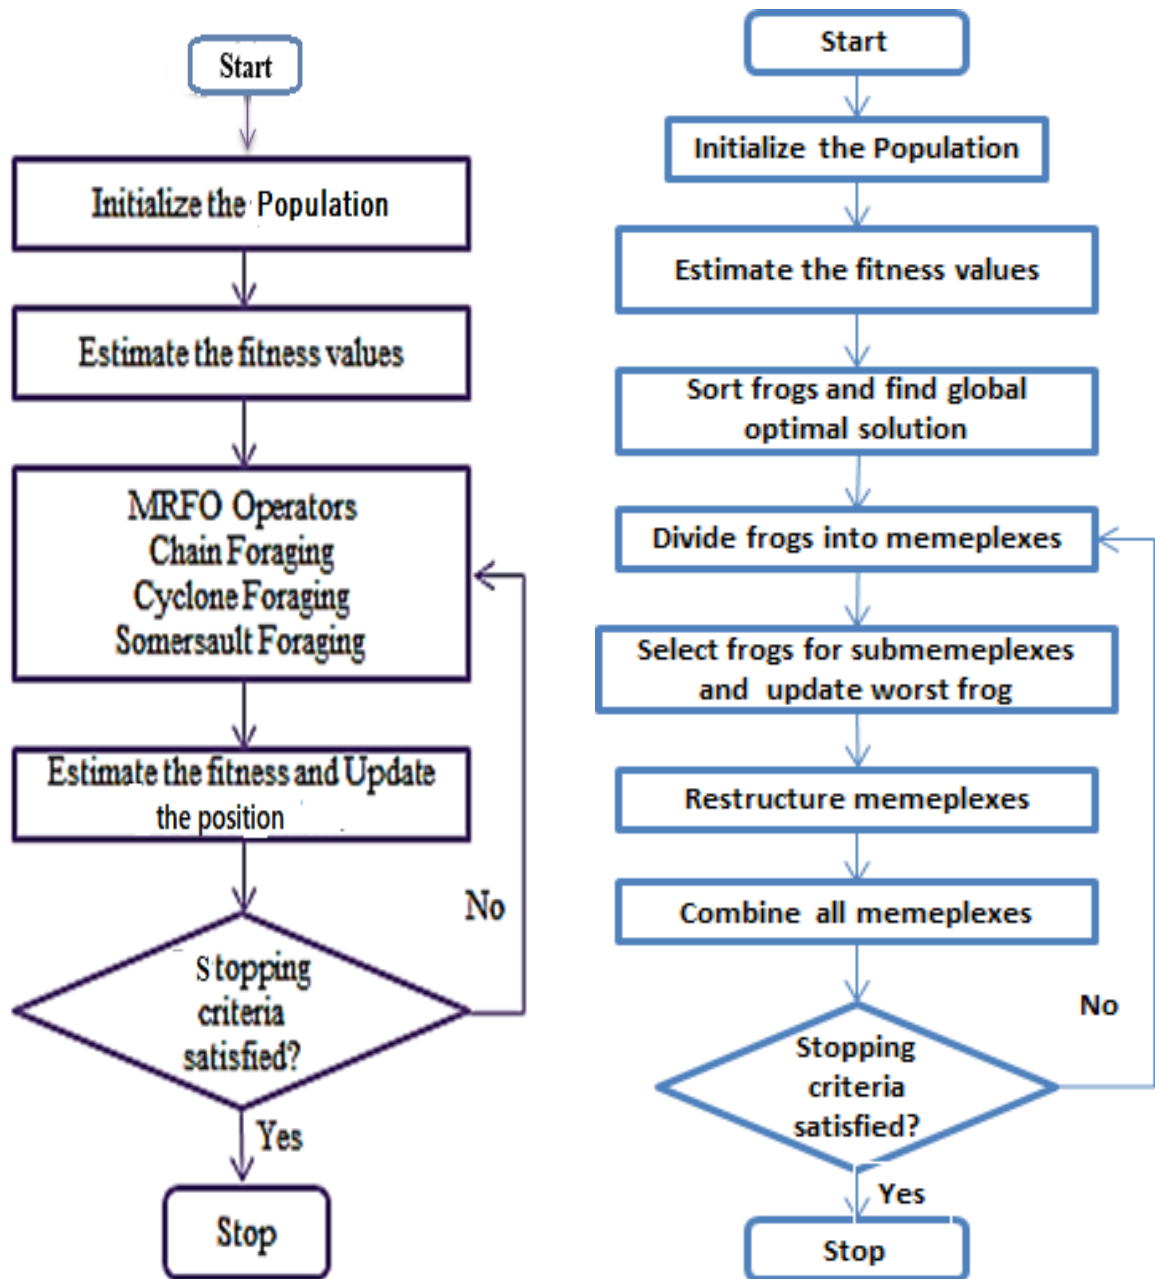 Start
Initialize the Population
Estimate the fitness values
MRFO Operators
Chain Foraging
Cyclone Foraging
Somersault Foraging
Estimate the fitness and Update
the position
No
Stopping
criteria
satisfied?
Yes
Stop
Start
Initialize the Population
Estimate the fitness values
Sort frogs and find global
optimal solution
Divide frogs into memeplexes
Select frogs for submemeplexes
and update worst frog
Restructure memeplexes
Combine all memeplexes
No
Stopping
criteria
satisfied?
Yes
Stop